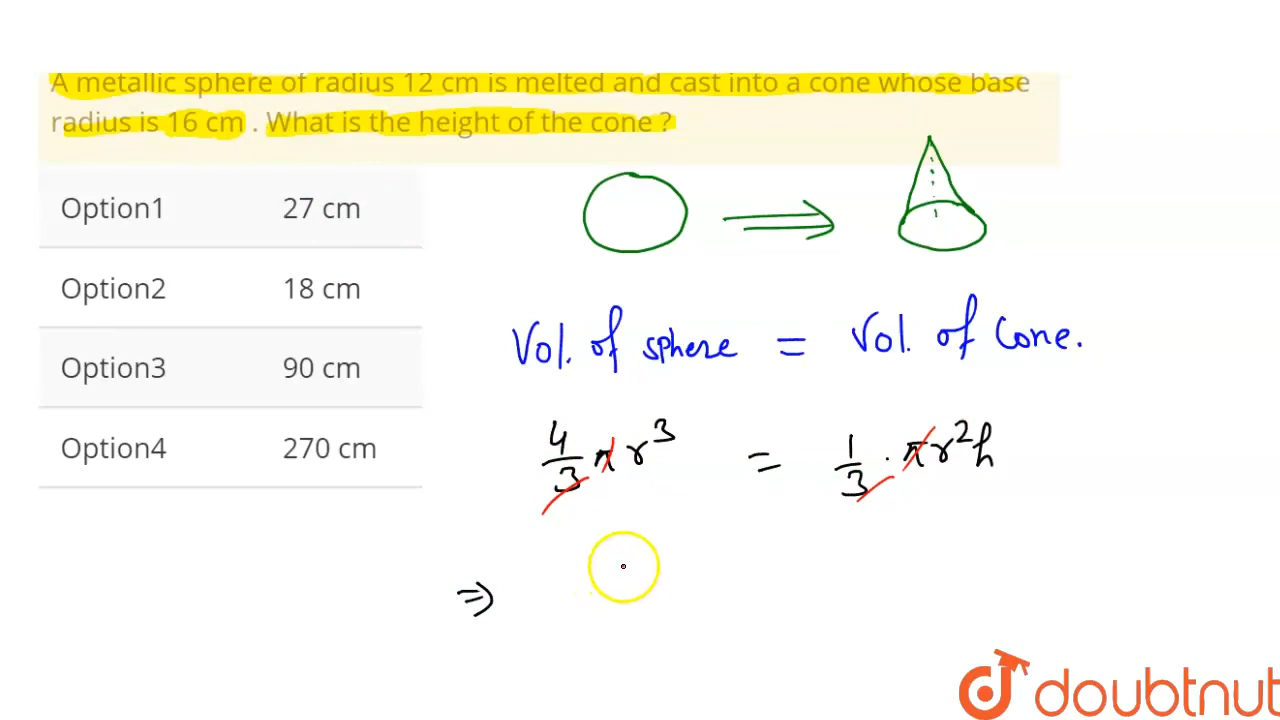 A metallic sphere of radius 12 cm is melted and cast into a cone whose base
radius is 16 cm . What is the height of the cone ?
Option1 27 cm
Option2 18 cm
Option3 90 cm
Option4 270 cm
Vol. of sphere = Vol. of Cone.
4/3 π r³ = 1/3 · π r² h
⇒
doubtnut